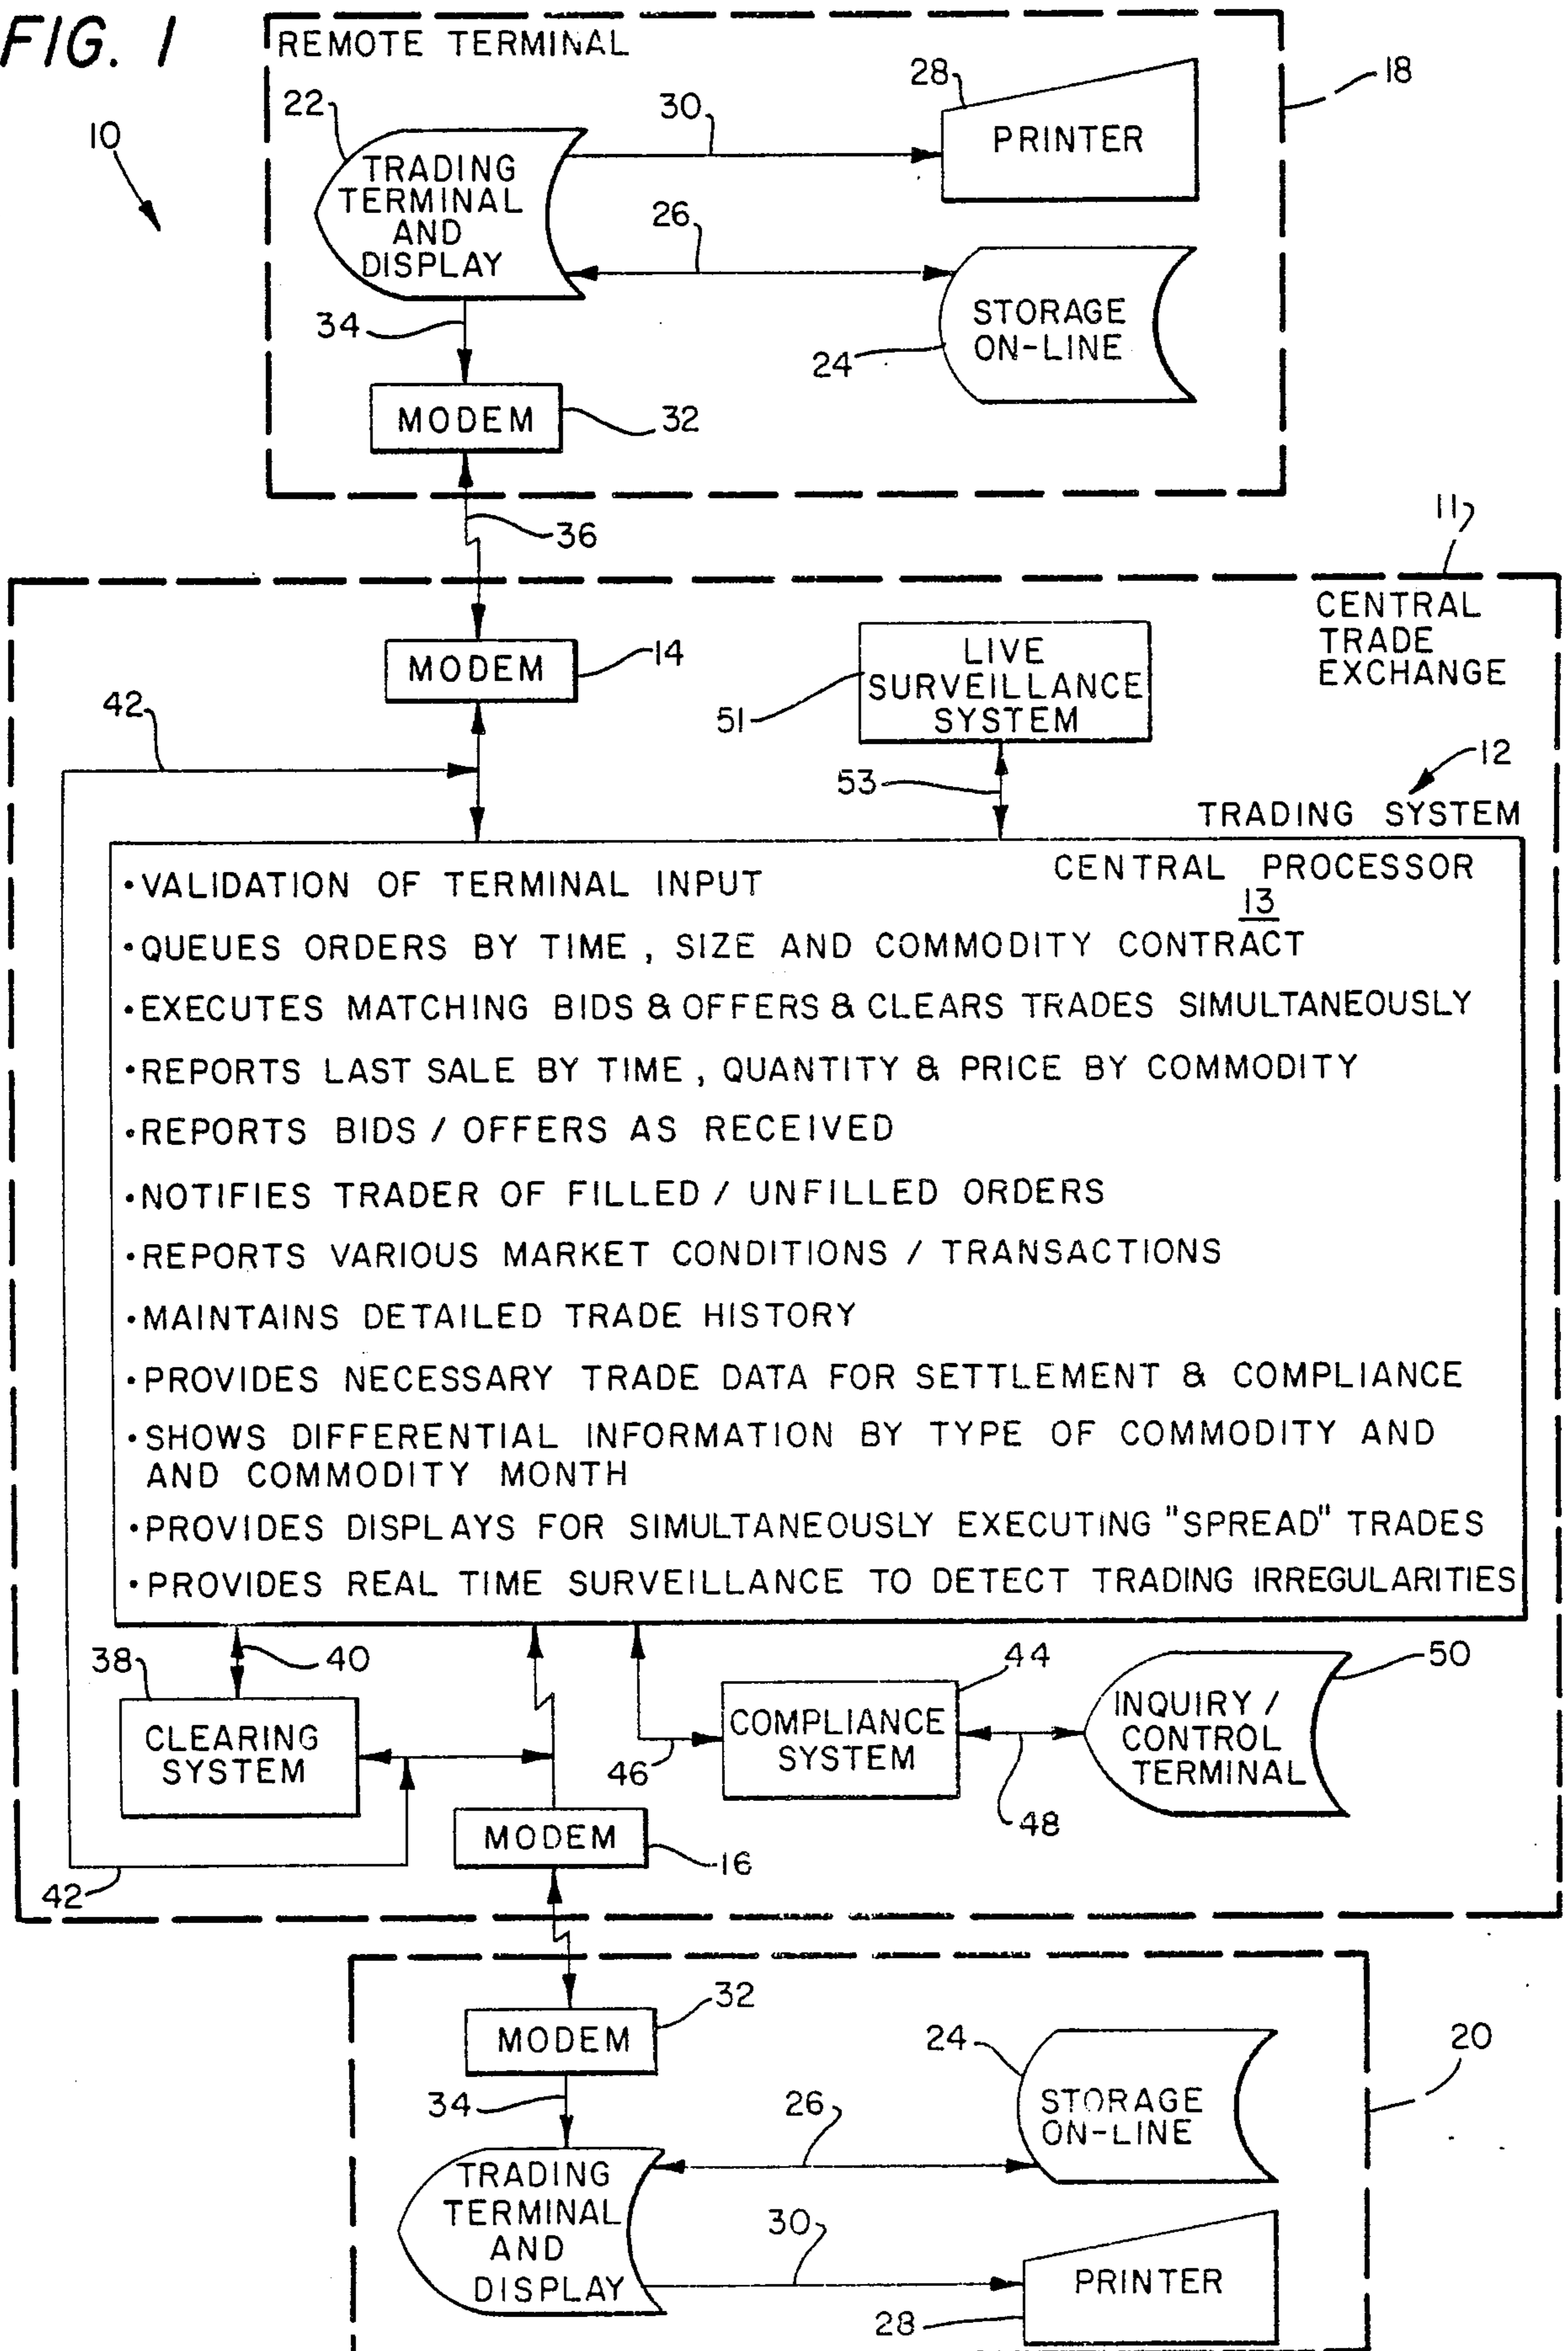 FIG. 1
REMOTE TERMINAL
18
28
22
30
PRINTER
10
TRADING
TERMINAL
AND
DISPLAY
26
STORAGE
ON-LINE
34
24
MODEM
32
36
11
CENTRAL
TRADE
EXCHANGE
MODEM
14
LIVE
SURVEILLANCE
SYSTEM
51
42
53
12
TRADING SYSTEM
CENTRAL PROCESSOR
13
•VALIDATION OF TERMINAL INPUT
•QUEUES ORDERS BY TIME, SIZE AND COMMODITY CONTRACT
•EXECUTES MATCHING BIDS & OFFERS & CLEARS TRADES SIMULTANEOUSLY
•REPORTS LAST SALE BY TIME, QUANTITY & PRICE BY COMMODITY
•REPORTS BIDS / OFFERS AS RECEIVED
•NOTIFIES TRADER OF FILLED / UNFILLED ORDERS
•REPORTS VARIOUS MARKET CONDITIONS / TRANSACTIONS
•MAINTAINS DETAILED TRADE HISTORY
•PROVIDES NECESSARY TRADE DATA FOR SETTLEMENT & COMPLIANCE
•SHOWS DIFFERENTIAL INFORMATION BY TYPE OF COMMODITY AND
AND COMMODITY MONTH
•PROVIDES DISPLAYS FOR SIMULTANEOUSLY EXECUTING "SPREAD" TRADES
•PROVIDES REAL TIME SURVEILLANCE TO DETECT TRADING IRREGULARITIES
38
40
44
50
CLEARING
SYSTEM
COMPLIANCE
SYSTEM
INQUIRY /
CONTROL
TERMINAL
46
48
MODEM
16
42
MODEM
32
24
20
34
26
STORAGE
ON-LINE
TRADING
TERMINAL
AND
DISPLAY
30
PRINTER
28